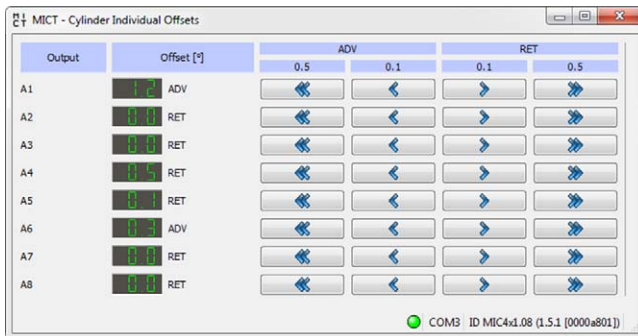 MICT - Cylinder Individual Offsets
Output Offset [°] ADV RET
0.5 0.1 0.1 0.5
A1 1.2 ADV
A2 0.0 RET
A3 0.0 RET
A4 0.5 RET
A5 0.1 RET
A6 0.3 ADV
A7 0.0 RET
A8 0.0 RET
COM3 ID MIC4x1.08 (1.5.1 [0000a801])